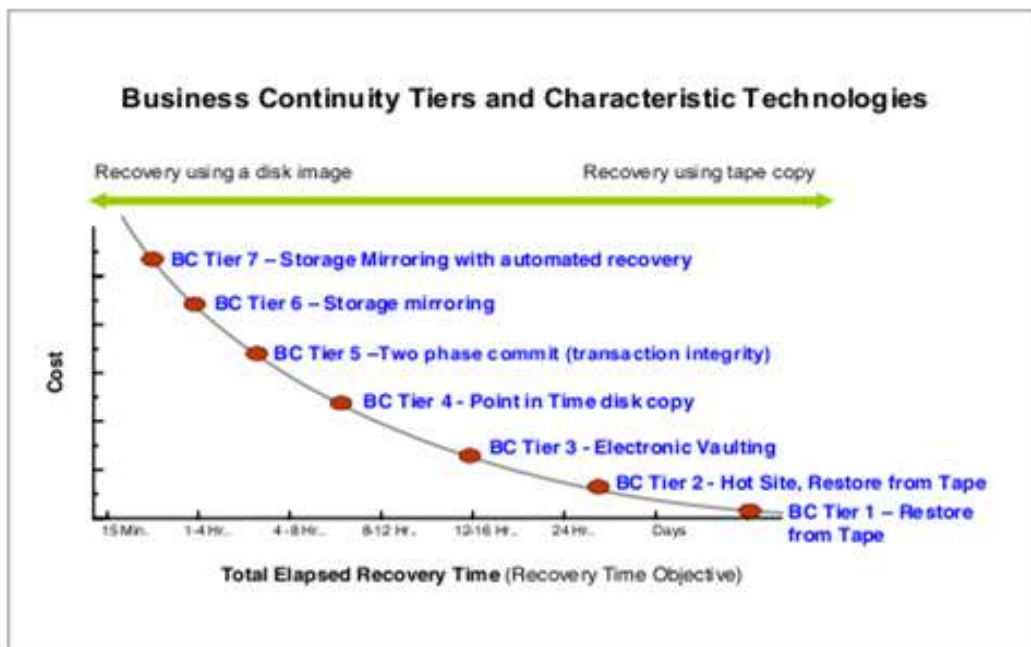 Business Continuity Tiers and Characteristic Technologies
Recovery using a disk image
Recovery using tape copy
BC Tier 7 – Storage Mirroring with automated recovery
BC Tier 6 – Storage mirroring
BC Tier 5 –Two phase commit (transaction integrity)
BC Tier 4 - Point in Time disk copy
BC Tier 3 - Electronic Vaulting
BC Tier 2 - Hot Site, Restore from Tape
BC Tier 1 – Restore
from Tape
Cost
15 Min.. 1-4 Hr.. 4 -8 Hr.. 8-12 Hr.. 12-16 Hr.. 24 Hr.. Days
Total Elapsed Recovery Time (Recovery Time Objective)